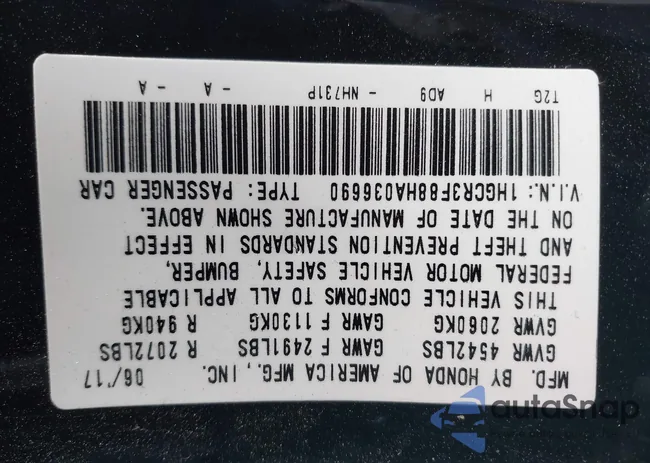 MFD. BY HONDA OF AMERICA MFG., INC. 06/17
GVWR 4542LBS GAWR F 2491LBS R 2072LBS
GVWR 2060KG GAWR F 1130KG R 940KG
THIS VEHICLE CONFORMS TO ALL APPLICABLE
FEDERAL MOTOR VEHICLE SAFETY, BUMPER,
AND THEFT PREVENTION STANDARDS IN EFFECT
ON THE DATE OF MANUFACTURE SHOWN ABOVE.
V.I.N.: 1HGCR3F88HA036690 TYPE: PASSENGER CAR
T2G H AD9 - NH731P - A - A
autoSnap